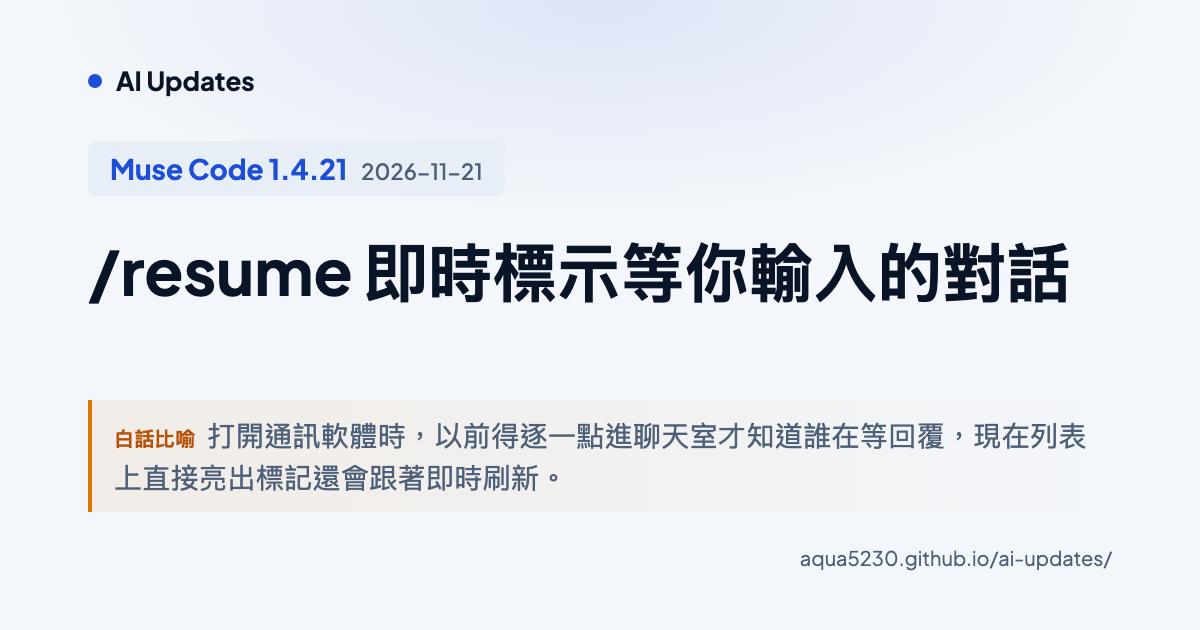 AI Updates
Muse Code 1.4.21 2026-11-21
/resume 即時標示等你輸入的對話
白話比喻 打開通訊軟體時，以前得逐一點進聊天室才知道誰在等回覆，現在列表
上直接亮出標記還會跟著即時刷新。
aqua5230.github.io/ai-updates/